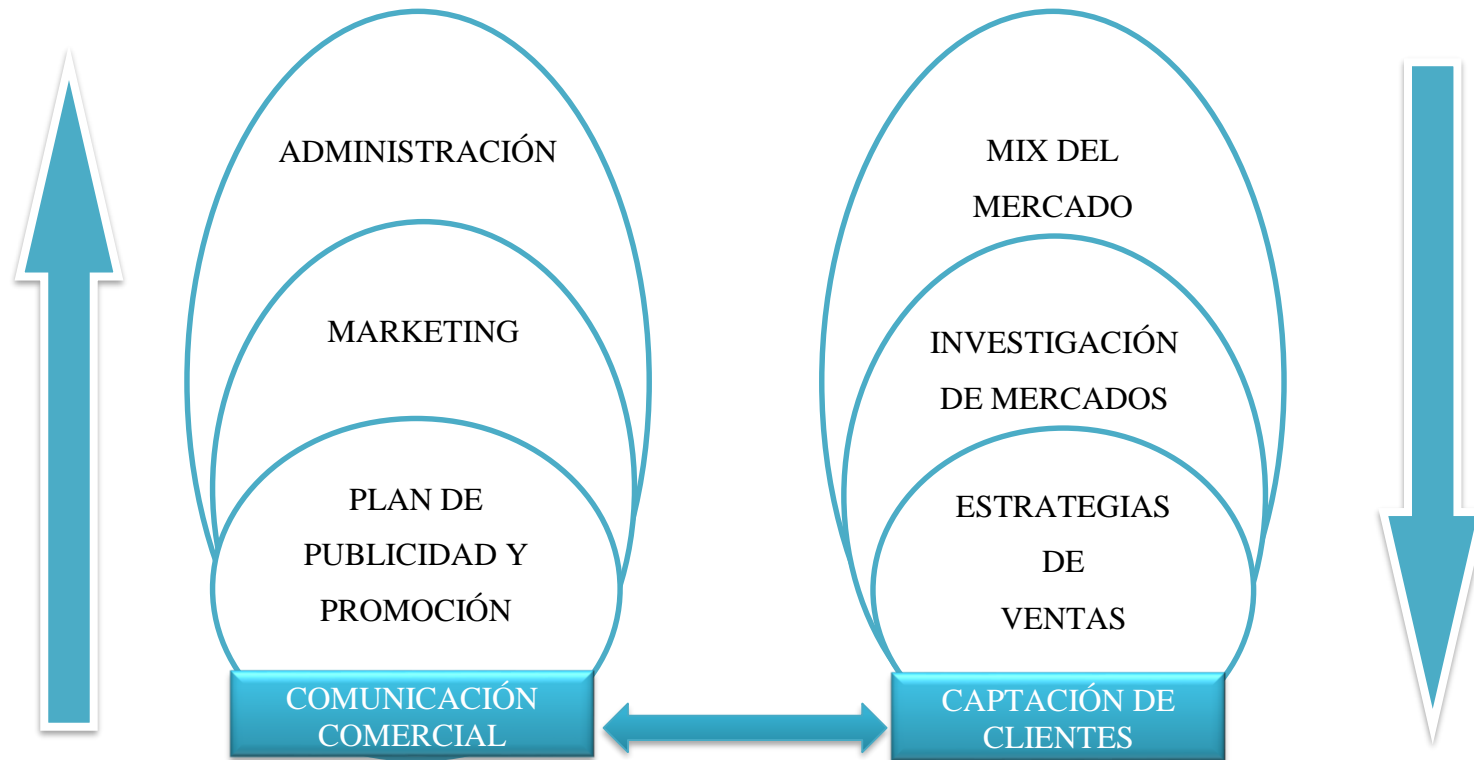 ADMINISTRACIÓN
MARKETING
PLAN DE
PUBLICIDAD Y
PROMOCIÓN
COMUNICACIÓN
COMERCIAL
MIX DEL
MERCADO
INVESTIGACIÓN
DE MERCADOS
ESTRATEGIAS
DE
VENTAS
CAPTACIÓN DE
CLIENTES